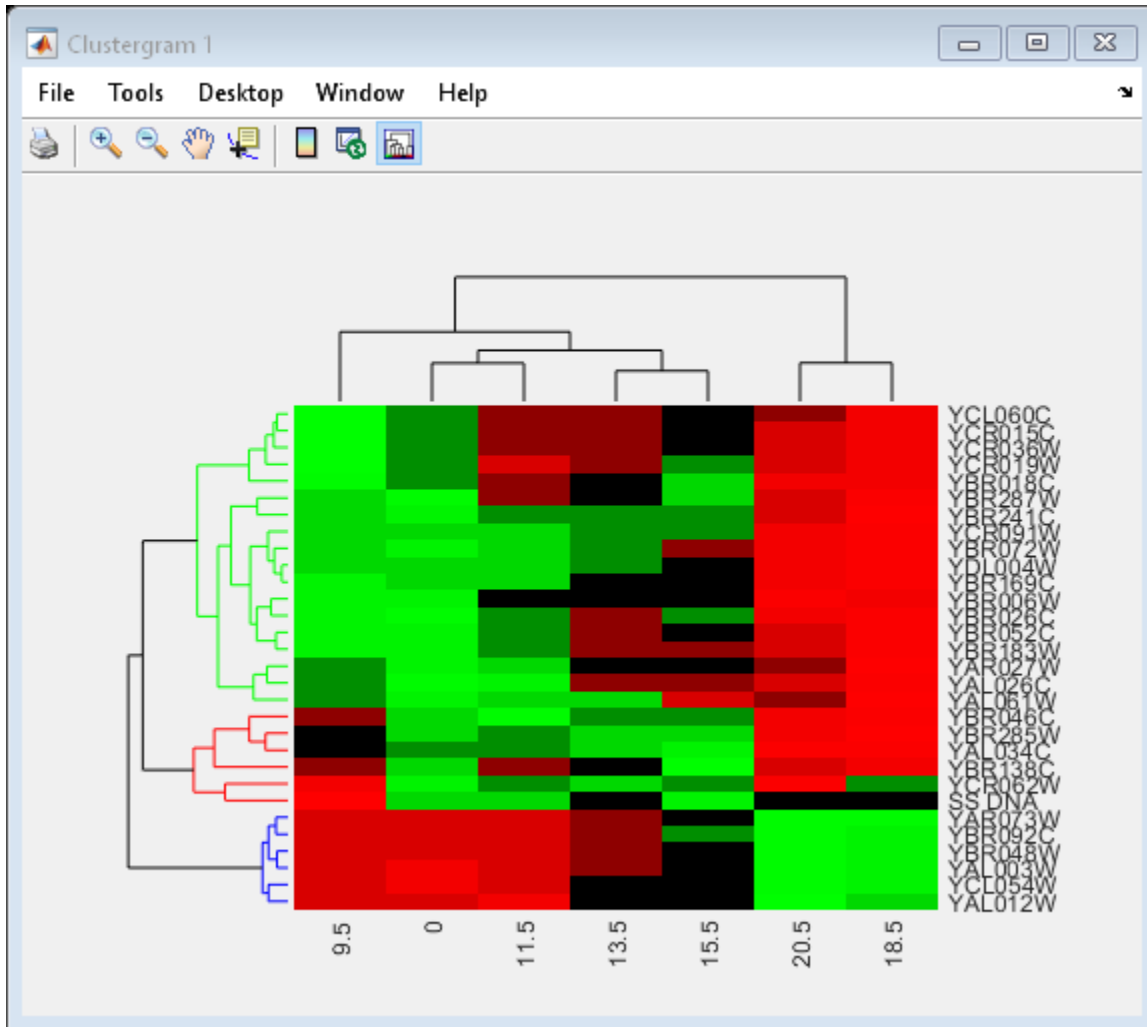 Clustergram 1
File Tools Desktop Window Help
YCL060C
YCR015C
YCR036W
YCR019W
YBR018C
YBR287W
YBR241C
YCR091W
YBR072W
YDL004W
YBR169C
YBR006W
YBR026C
YBR052C
YBR183W
YAR027W
YAL026C
YAL061W
YBR046C
YBR285W
YAL034C
YBR138C
YCR062W
SS DNA
YAR073W
YBR092C
YBR048W
YAL003W
YCL054W
YAL012W
9.5 0 11.5 13.5 15.5 20.5 18.5